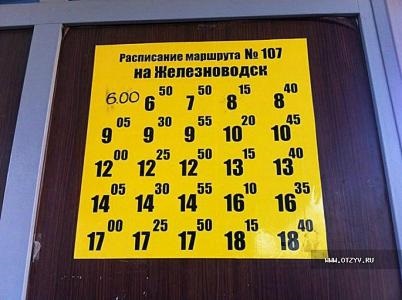 Расписание маршрута № 107
на Железноводск
6.00 6 50 7 50 8 15 8 40
9 05 9 30 9 55 10 20 10 45
12 00 12 25 12 50 13 15 13 40
14 05 14 30 14 55 16 10 16 35
17 00 17 25 17 50 18 15 18 40
WWW.OTZYV.RU